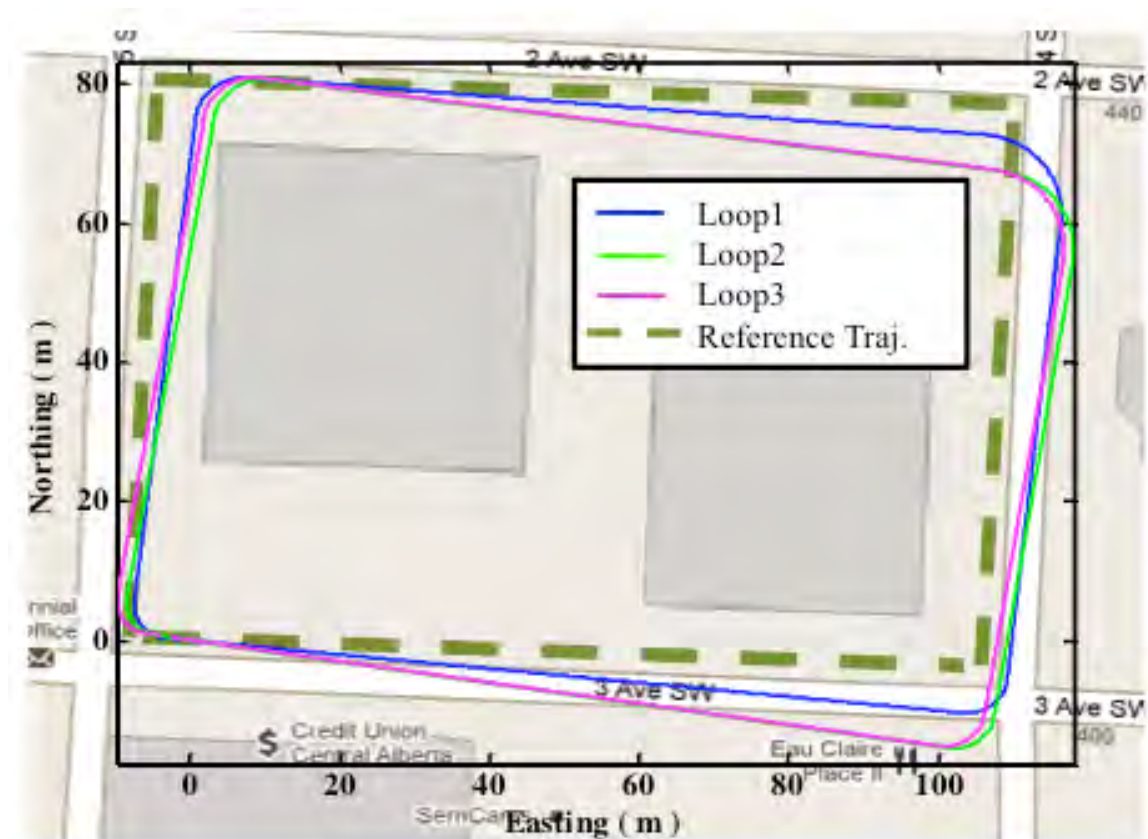 2 Ave SW
2 Ave SW
440
80
60
40
20
0
Northing ( m )
Loop1
Loop2
Loop3
Reference Traj.
nnial
office
3 Ave SW
3 Ave SW
400
$ Credit Union
Central Alberta
Eau Claire
Place II
0 20 40 60 80 100
Easting ( m )